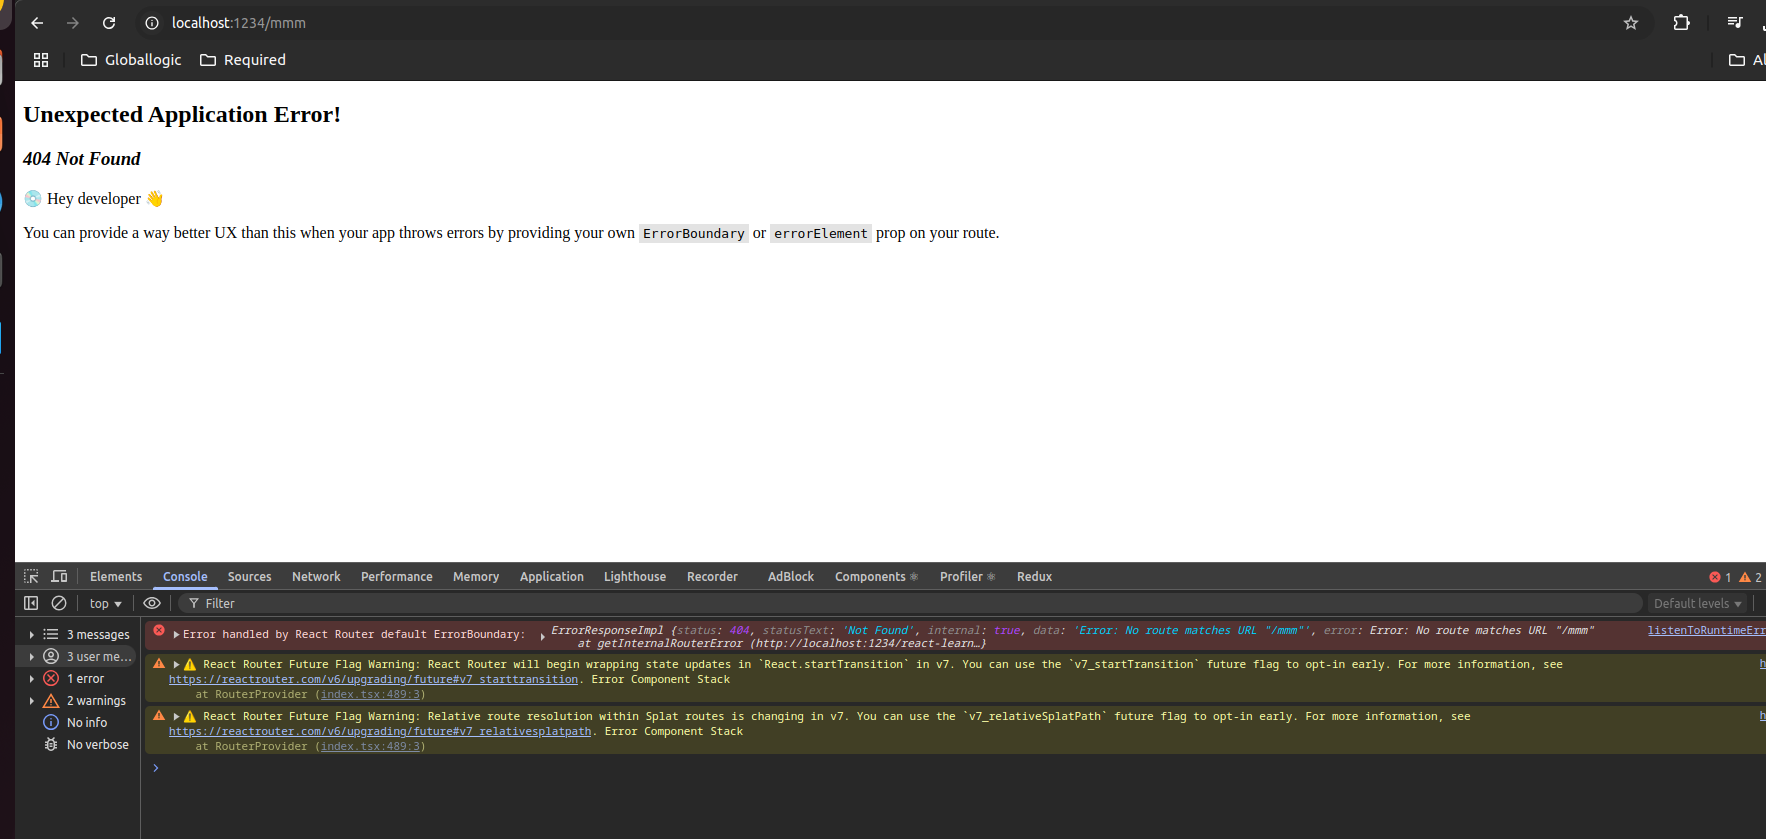 localhost:1234/mmm
Globallogic Required
Unexpected Application Error!
404 Not Found
💿 Hey developer 👋
You can provide a way better UX than this when your app throws errors by providing your own ErrorBoundary or errorElement prop on your route.
Elements Console Sources Network Performance Memory Application Lighthouse Recorder AdBlock Components ⚛ Profiler ⚛ Redux 1 2
top Filter Default levels
3 messages
3 user me...
1 error
2 warnings
No info
No verbose
Error handled by React Router default ErrorBoundary: ErrorResponseImpl {status: 404, statusText: 'Not Found', internal: true, data: 'Error: No route matches URL "/mmm"', error: Error: No route matches URL "/mmm" listenToRuntimeErr
at getInternalRouterError (http://localhost:1234/react-learn…}
⚠️ React Router Future Flag Warning: React Router will begin wrapping state updates in `React.startTransition` in v7. You can use the `v7_startTransition` future flag to opt-in early. For more information, see
https://reactrouter.com/v6/upgrading/future#v7_starttransition. Error Component Stack
at RouterProvider (index.tsx:489:3)
⚠️ React Router Future Flag Warning: Relative route resolution within Splat routes is changing in v7. You can use the `v7_relativeSplatPath` future flag to opt-in early. For more information, see
https://reactrouter.com/v6/upgrading/future#v7_relativesplatpath. Error Component Stack
at RouterProvider (index.tsx:489:3)